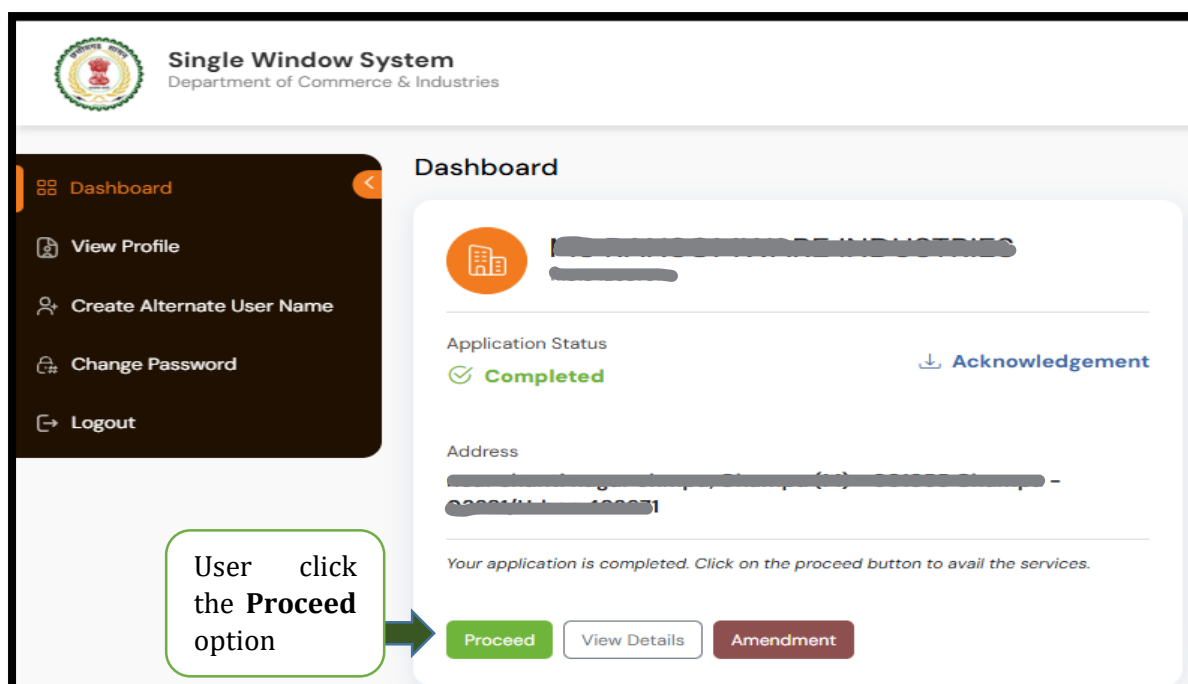 Single Window System
Department of Commerce & Industries
Dashboard
View Profile
Create Alternate User Name
Change Password
Logout
Dashboard
INDUSTRIES
Application Status
Completed
Acknowledgement
Address
Your application is completed. Click on the proceed button to avail the services.
Proceed
View Details
Amendment
User click
the Proceed
option